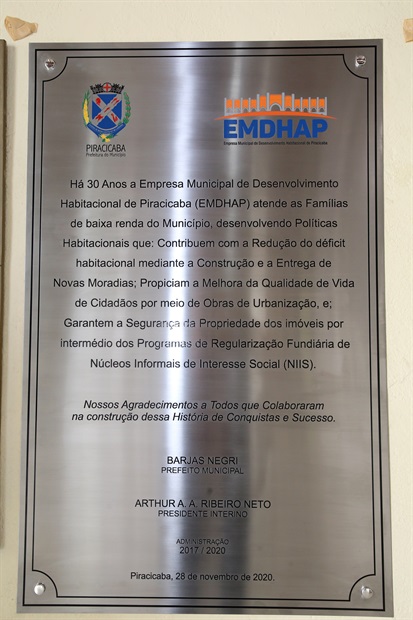 PIRACICABA
Prefeitura do Município
EMDHAP
Empresa Municipal de Desenvolvimento Habitacional de Piracicaba
Há 30 Anos a Empresa Municipal de Desenvolvimento
Habitacional de Piracicaba (EMDHAP) atende as Famílias
de baixa renda do Município, desenvolvendo Políticas
Habitacionais que: Contribuem com a Redução do déficit
habitacional mediante a Construção e a Entrega de
Novas Moradias; Propiciam a Melhora da Qualidade de Vida
de Cidadãos por meio de Obras de Urbanização, e;
Garantem a Segurança da Propriedade dos imóveis por
intermédio dos Programas de Regularização Fundiária de
Núcleos Informais de Interesse Social (NIIS).
Nossos Agradecimentos a Todos que Colaboraram
na construção dessa História de Conquistas e Sucesso.
BARJAS NEGRI
PREFEITO MUNICIPAL
ARTHUR A. A. RIBEIRO NETO
PRESIDENTE INTERINO
ADMINISTRAÇÃO
2017 / 2020
Piracicaba, 28 de novembro de 2020.